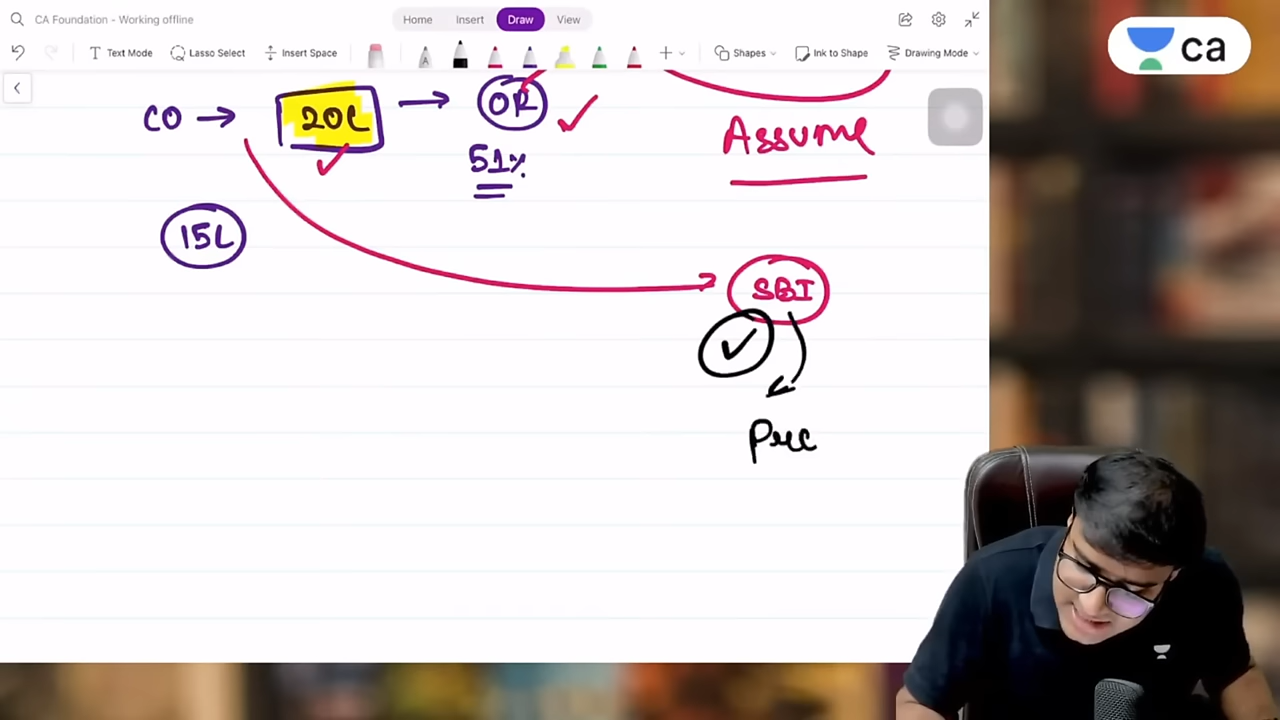 CA Foundation - Working offline
Home Insert Draw View
ca
Text Mode Lasso Select Insert Space A Shapes Ink to Shape Drawing Mode
CO → 20L → OR
51%
Assume
15L
SBI
Prec